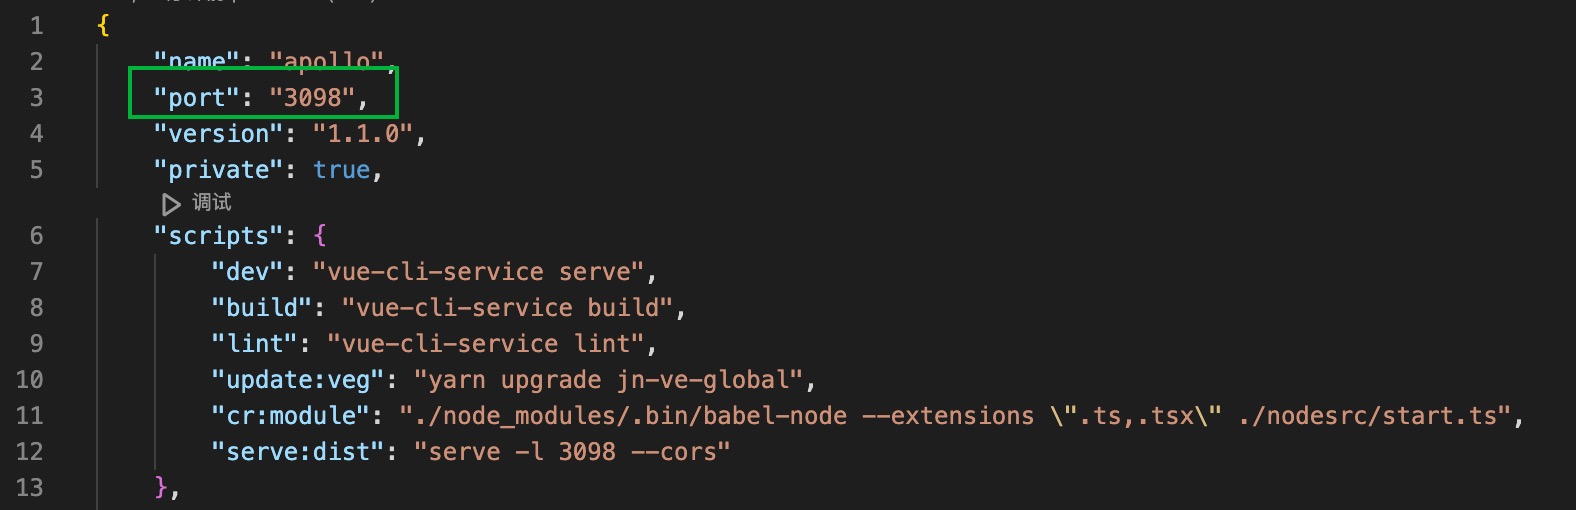 1 {
2 "name": "apollo",
3 "port": "3098",
4 "version": "1.1.0",
5 "private": true,
调试
6 "scripts": {
7 "dev": "vue-cli-service serve",
8 "build": "vue-cli-service build",
9 "lint": "vue-cli-service lint",
10 "update:veg": "yarn upgrade jn-ve-global",
11 "cr:module": "./node_modules/.bin/babel-node --extensions \".ts,.tsx\" ./nodesrc/start.ts",
12 "serve:dist": "serve -l 3098 --cors"
13 },